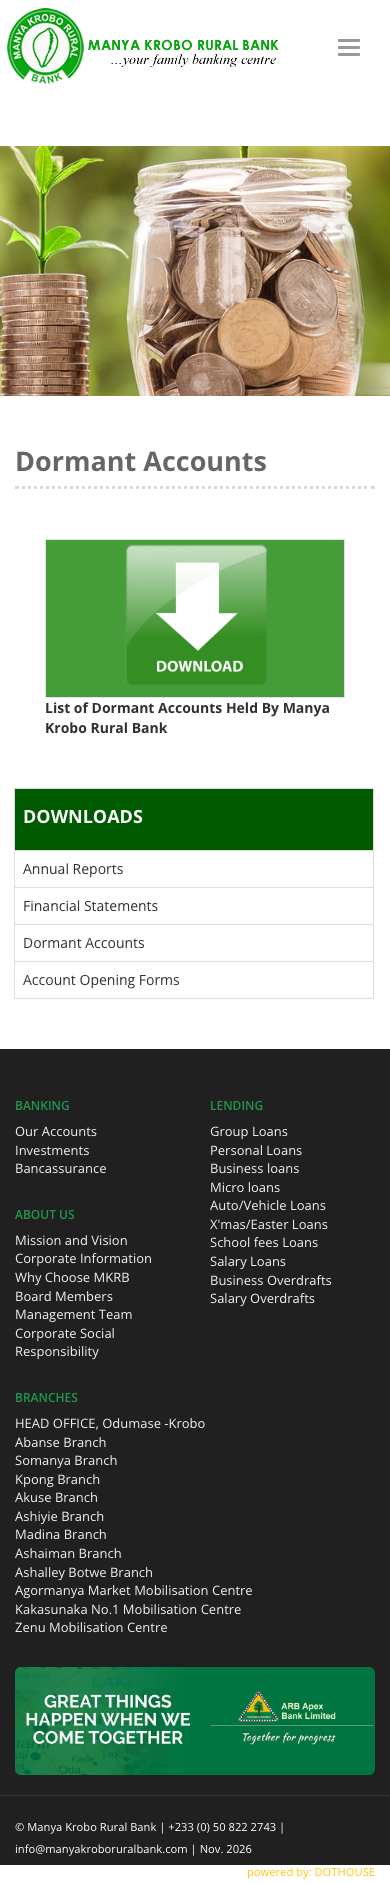 MANYA KROBO RURAL
BANK
MANYA KROBO RURAL BANK
...your family banking centre
Dormant Accounts
DOWNLOAD
List of Dormant Accounts Held By Manya
Krobo Rural Bank
DOWNLOADS
Annual Reports
Financial Statements
Dormant Accounts
Account Opening Forms
BANKING
Our Accounts
Investments
Bancassurance
ABOUT US
Mission and Vision
Corporate Information
Why Choose MKRB
Board Members
Management Team
Corporate Social
Responsibility
LENDING
Group Loans
Personal Loans
Business loans
Micro loans
Auto/Vehicle Loans
X'mas/Easter Loans
School fees Loans
Salary Loans
Business Overdrafts
Salary Overdrafts
BRANCHES
HEAD OFFICE, Odumase -Krobo
Abanse Branch
Somanya Branch
Kpong Branch
Akuse Branch
Ashiyie Branch
Madina Branch
Ashaiman Branch
Ashalley Botwe Branch
Agormanya Market Mobilisation Centre
Kakasunaka No.1 Mobilisation Centre
Zenu Mobilisation Centre
GREAT THINGS
HAPPEN WHEN WE
COME TOGETHER
ARB Apex
Bank Limited
Together for progress
© Manya Krobo Rural Bank | +233 (0) 50 822 2743 |
info@manyakroboruralbank.com | Nov. 2026
powered by: DOTHOUSE